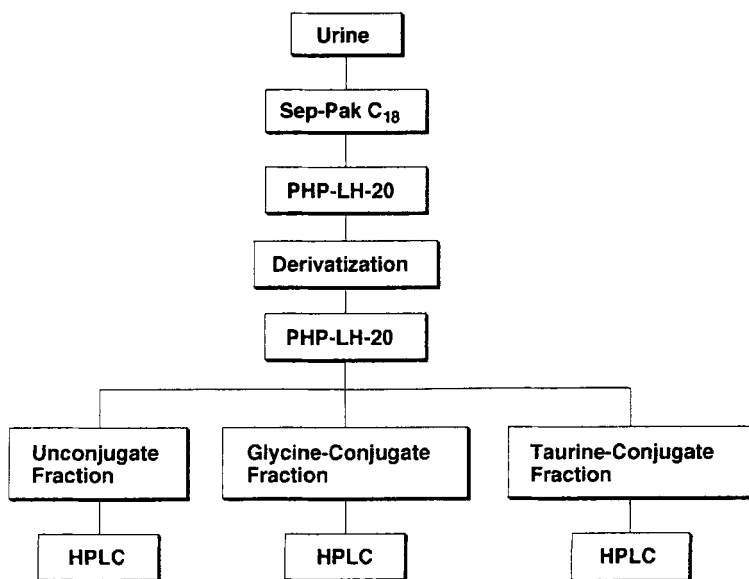 Urine
Sep-Pak C18
PHP-LH-20
Derivatization
PHP-LH-20
Unconjugate
Fraction
Glycine-Conjugate
Fraction
Taurine-Conjugate
Fraction
HPLC
HPLC
HPLC